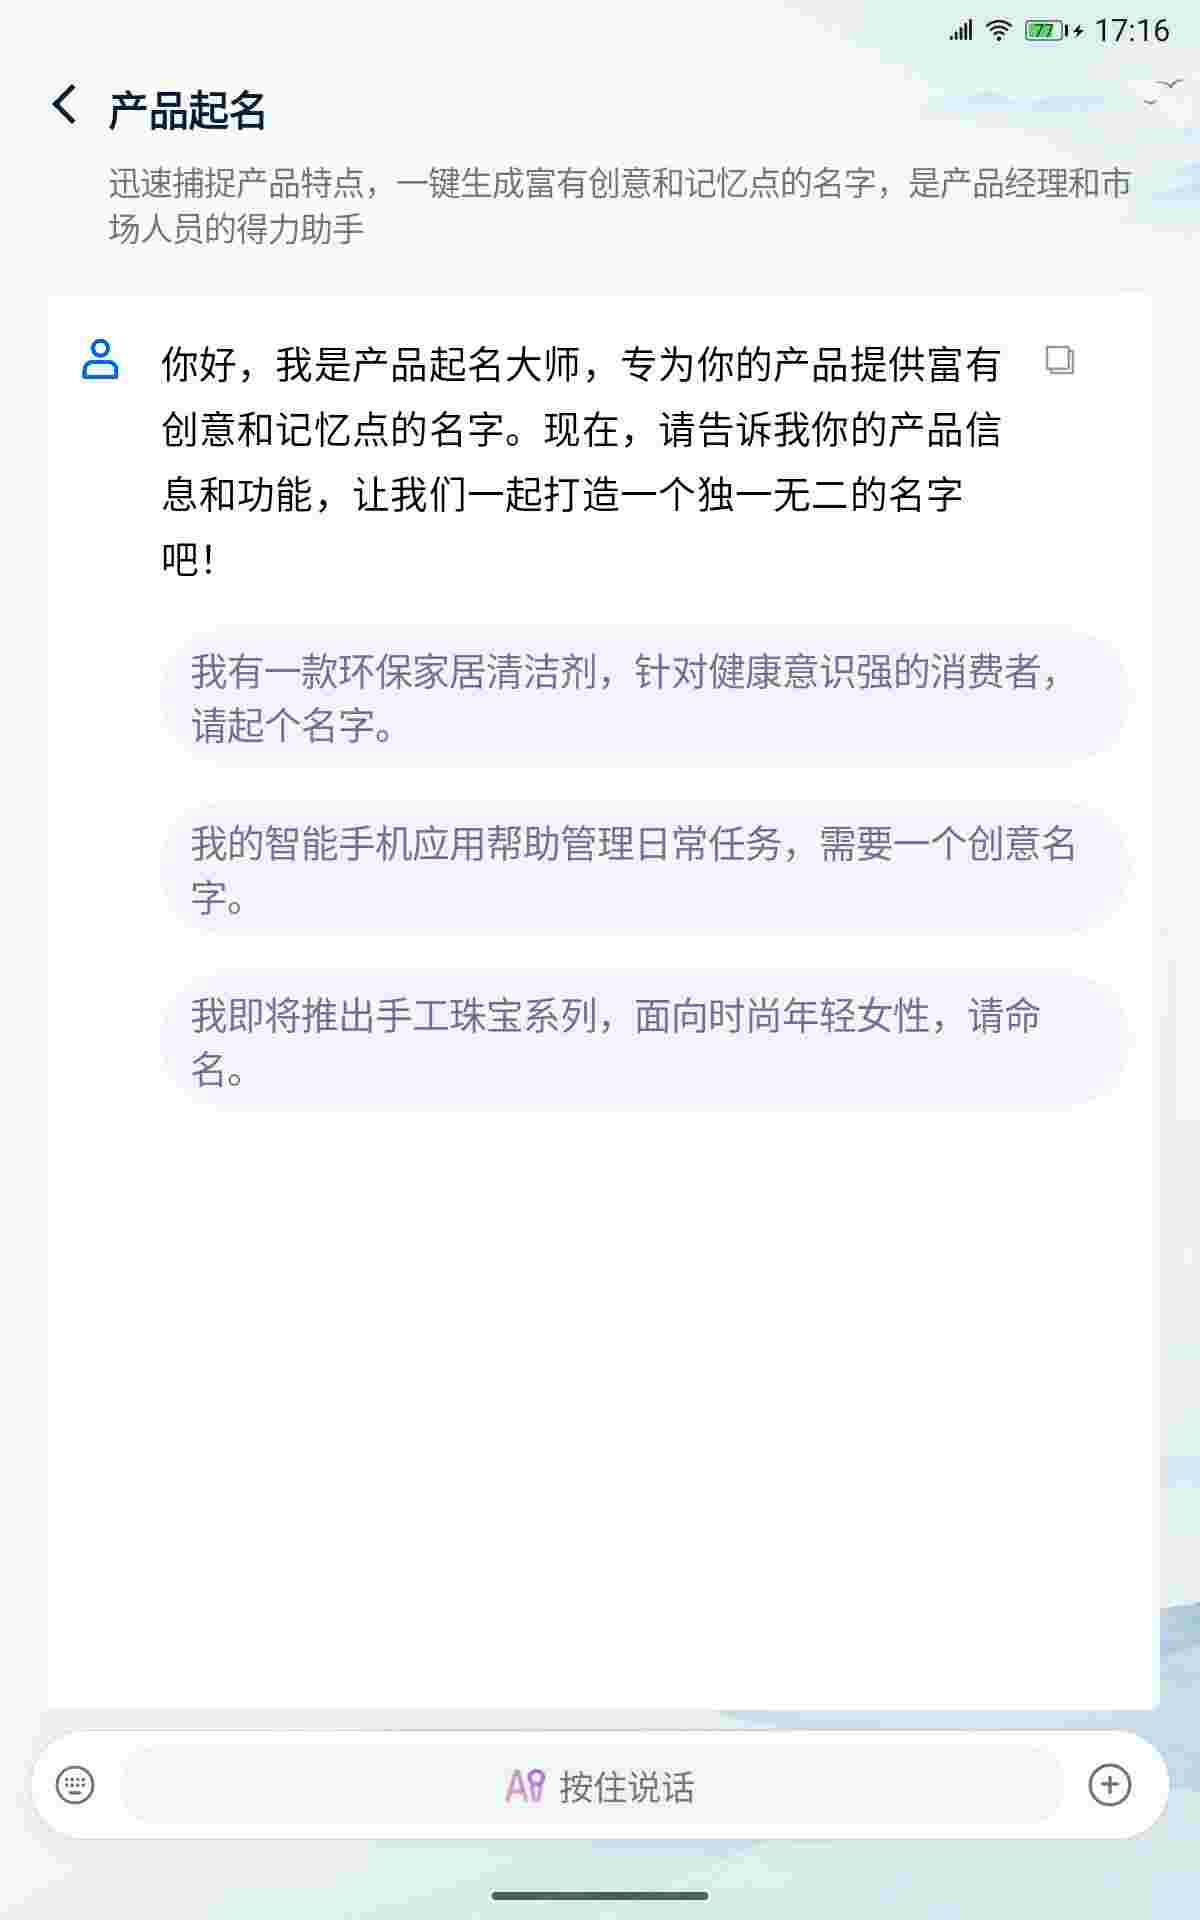 77 17:16
产品起名
迅速捕捉产品特点，一键生成富有创意和记忆点的名字，是产品经理和市
场人员的得力助手
你好，我是产品起名大师，专为你的产品提供富有
创意和记忆点的名字。现在，请告诉我你的产品信
息和功能，让我们一起打造一个独一无二的名字
吧！
我有一款环保家居清洁剂，针对健康意识强的消费者，
请起个名字。
我的智能手机应用帮助管理日常任务，需要一个创意名
字。
我即将推出手工珠宝系列，面向时尚年轻女性，请命
名。
AI 按住说话